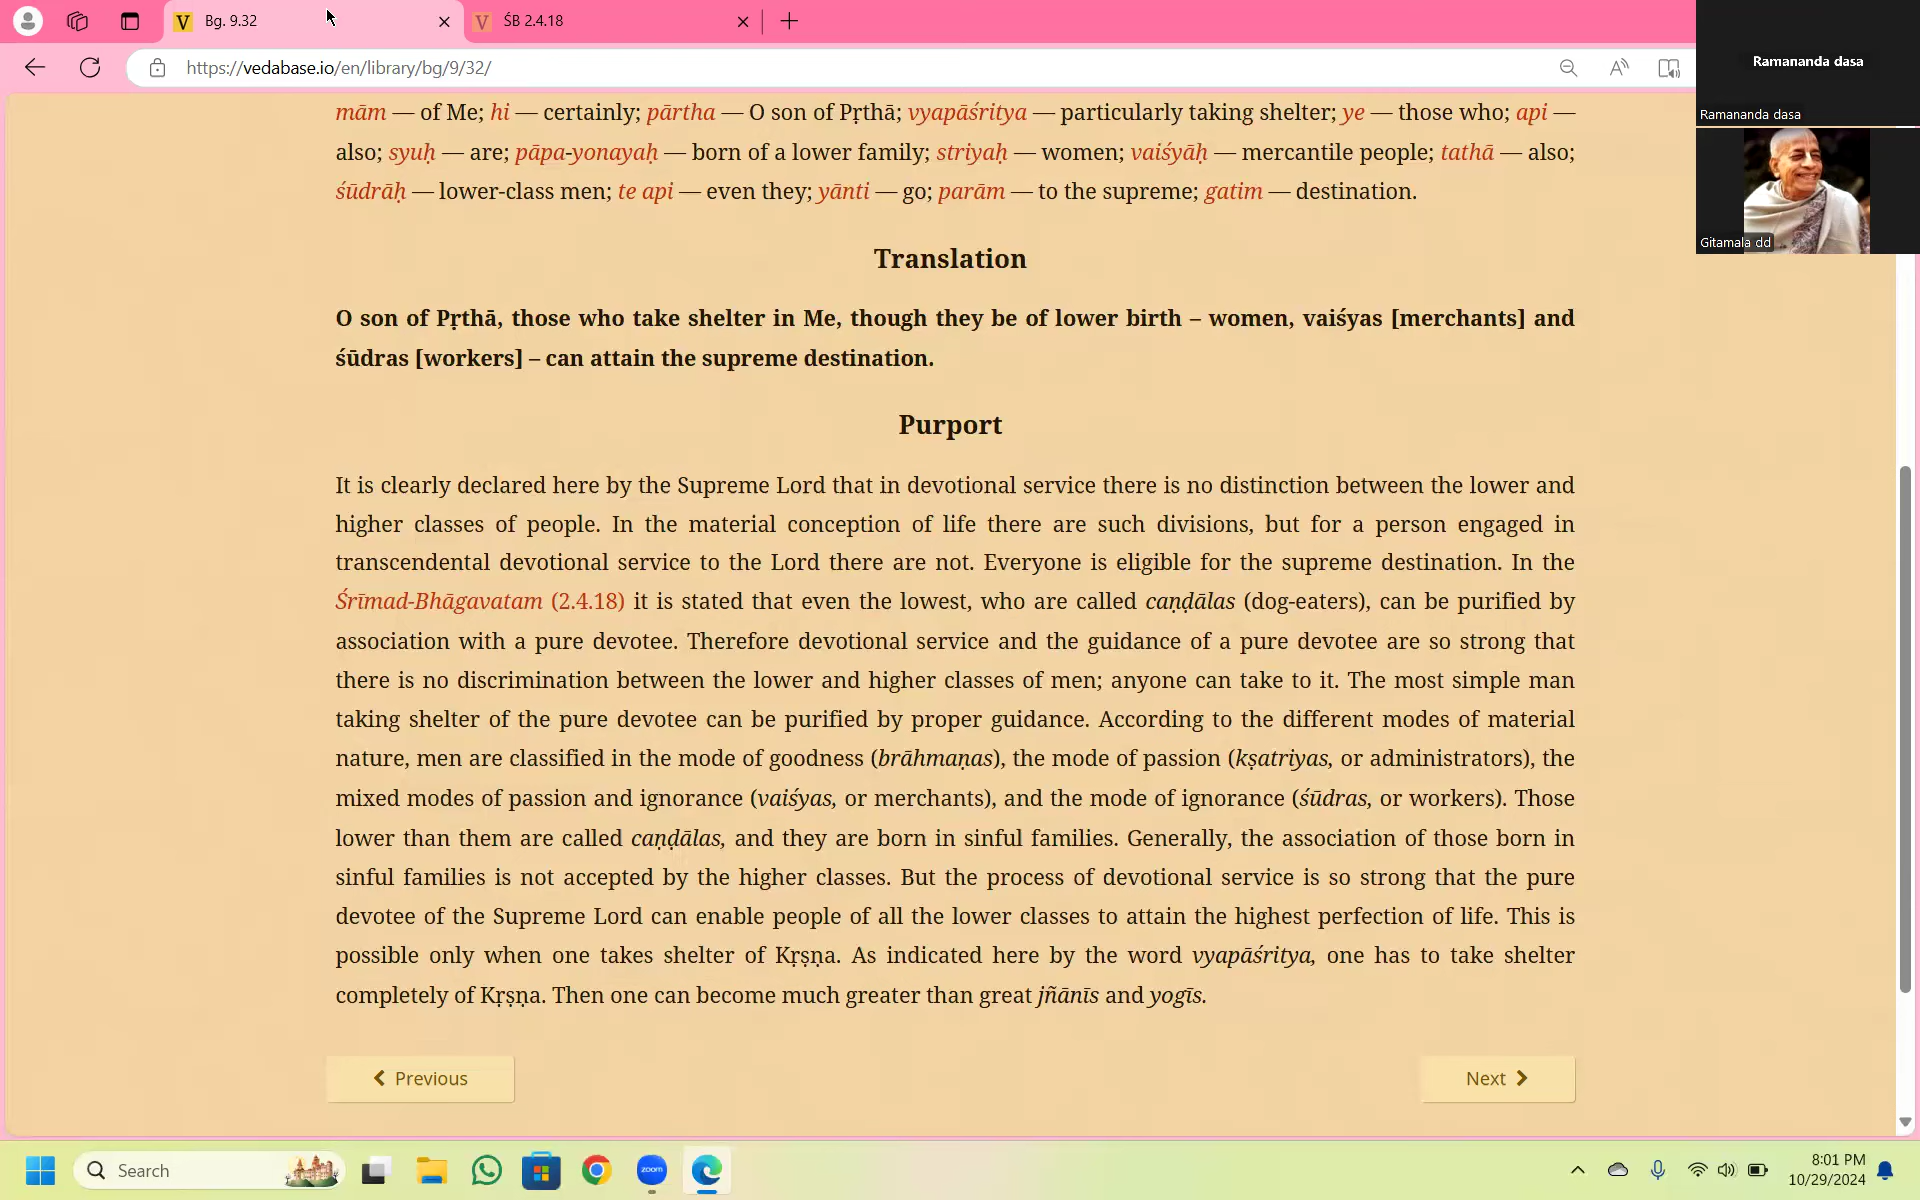 Bg. 9.32
ŚB 2.4.18
https://vedabase.io/en/library/bg/9/32/
Ramananda dasa
Ramananda dasa
Gitamala dd
mām — of Me; hi — certainly; pārtha — O son of Pṛthā; vyapāśritya — particularly taking shelter; ye — those who; api —
also; syuḥ — are; pāpa-yonayaḥ — born of a lower family; striyaḥ — women; vaiśyāḥ — mercantile people; tathā — also;
śūdrāḥ — lower-class men; te api — even they; yānti — go; parām — to the supreme; gatim — destination.
Translation
O son of Pṛthā, those who take shelter in Me, though they be of lower birth – women, vaiśyas [merchants] and
śūdras [workers] – can attain the supreme destination.
Purport
It is clearly declared here by the Supreme Lord that in devotional service there is no distinction between the lower and
higher classes of people. In the material conception of life there are such divisions, but for a person engaged in
transcendental devotional service to the Lord there are not. Everyone is eligible for the supreme destination. In the
Śrīmad-Bhāgavatam (2.4.18) it is stated that even the lowest, who are called caṇḍālas (dog-eaters), can be purified by
association with a pure devotee. Therefore devotional service and the guidance of a pure devotee are so strong that
there is no discrimination between the lower and higher classes of men; anyone can take to it. The most simple man
taking shelter of the pure devotee can be purified by proper guidance. According to the different modes of material
nature, men are classified in the mode of goodness (brāhmaṇas), the mode of passion (kṣatriyas, or administrators), the
mixed modes of passion and ignorance (vaiśyas, or merchants), and the mode of ignorance (śūdras, or workers). Those
lower than them are called caṇḍālas, and they are born in sinful families. Generally, the association of those born in
sinful families is not accepted by the higher classes. But the process of devotional service is so strong that the pure
devotee of the Supreme Lord can enable people of all the lower classes to attain the highest perfection of life. This is
possible only when one takes shelter of Kṛṣṇa. As indicated here by the word vyapāśritya, one has to take shelter
completely of Kṛṣṇa. Then one can become much greater than great jñānīs and yogīs.
Previous
Next
Search
zoom
8:01 PM
10/29/2024